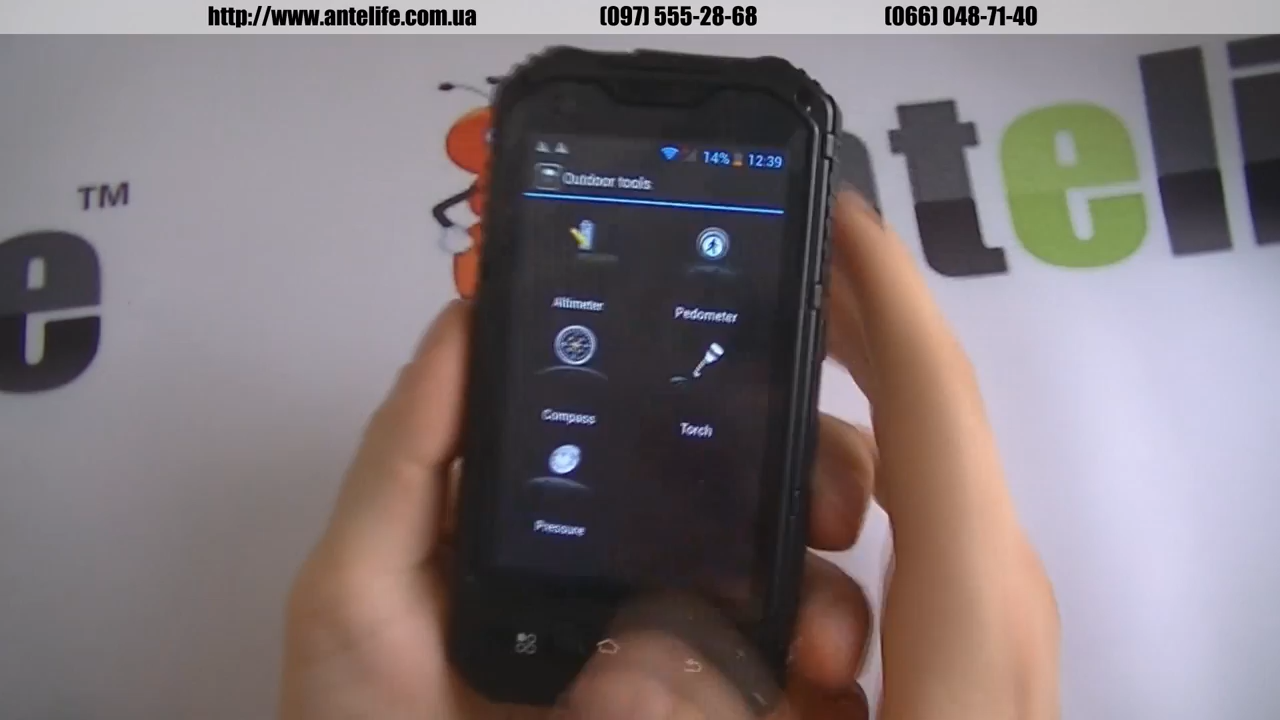 http://www.antelife.com.ua (097) 555-28-68 (066) 048-71-40
TM
e
teli
14% 12:39
Outdoor tools
Altimeter Pedometer
Compass Torch
Pressure